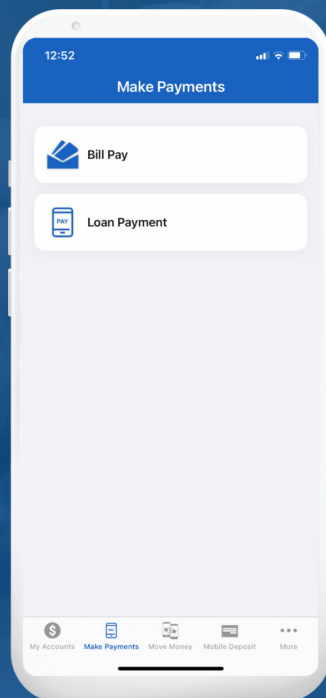 12:52
Make Payments
Bill Pay
PAY
Loan Payment
My Accounts Make Payments Move Money Mobile Deposit More